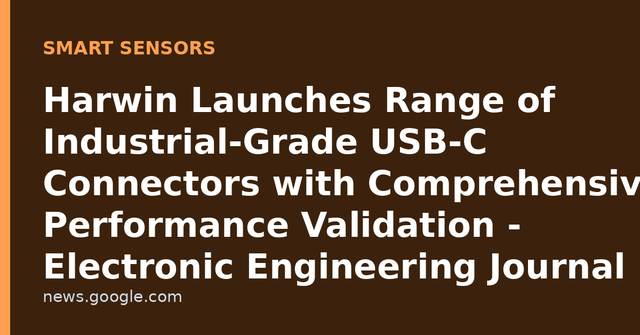 SMART SENSORS
Harwin Launches Range of
Industrial-Grade USB-C
Connectors with Comprehensiv
Performance Validation -
Electronic Engineering Journal
news.google.com